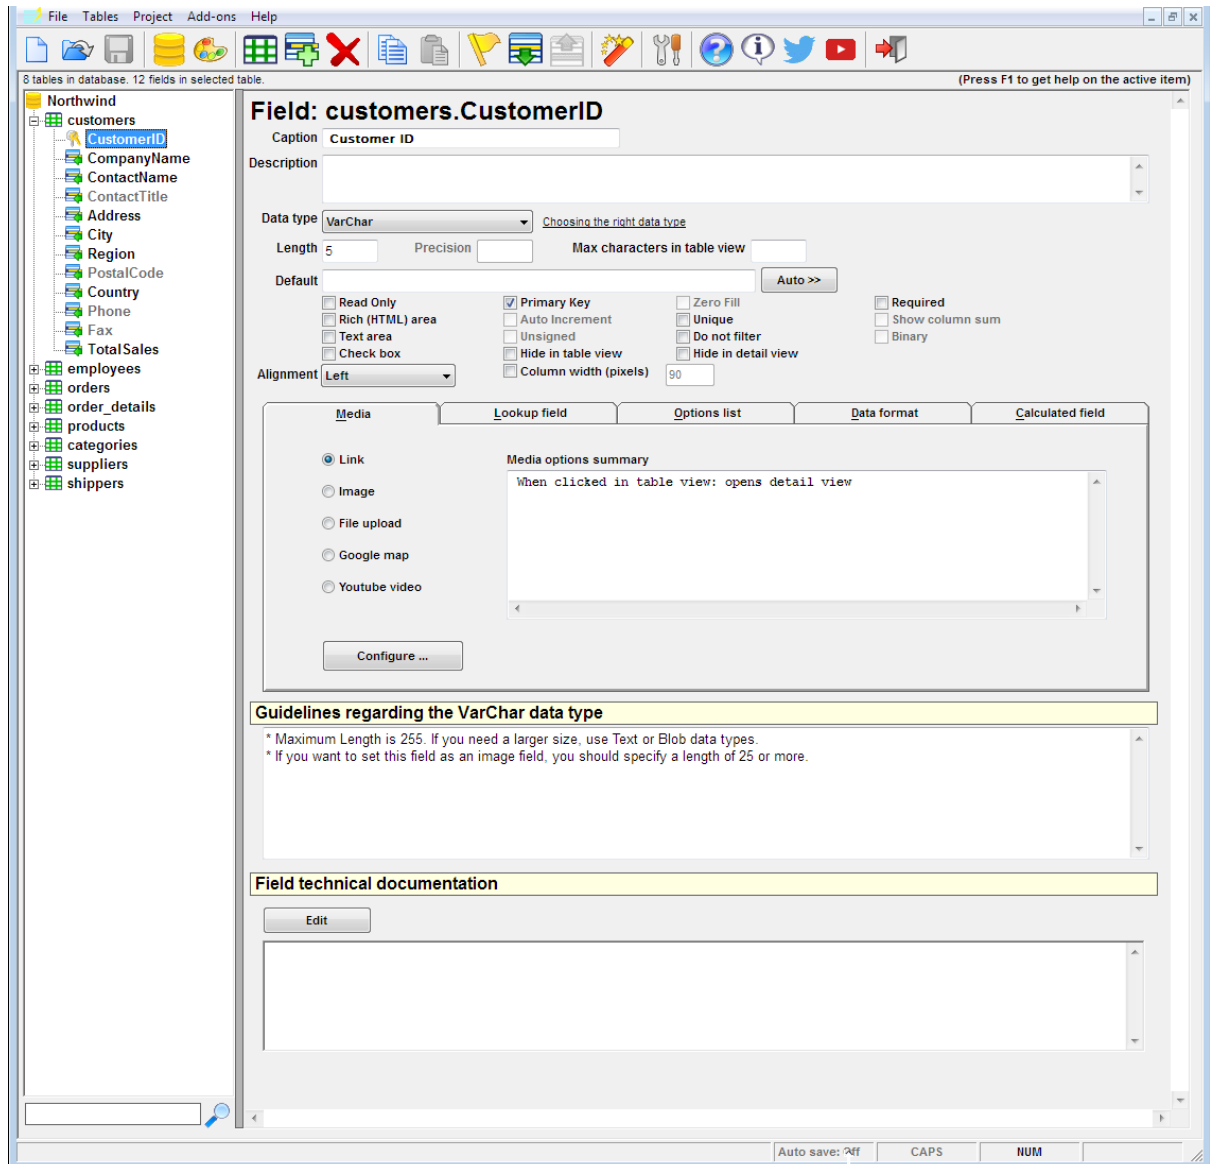 File Tables Project Add-ons Help
8 tables in database. 12 fields in selected table.
(Press F1 to get help on the active item)
Northwind
customers
CustomerID
CompanyName
ContactName
ContactTitle
Address
City
Region
PostalCode
Country
Phone
Fax
TotalSales
employees
orders
order_details
products
categories
suppliers
shippers
Field: customers.CustomerID
Caption Customer ID
Description
Data type VarChar Choosing the right data type
Length 5 Precision Max characters in table view
Default Auto >>
Read Only Primary Key Zero Fill Required
Rich (HTML) area Auto Increment Unique Show column sum
Text area Unsigned Do not filter Binary
Check box Hide in table view Hide in detail view
Alignment Left Column width (pixels) 90
Media Lookup field Options list Data format Calculated field
Link Media options summary
When clicked in table view: opens detail view
Image
File upload
Google map
Youtube video
Configure ...
Guidelines regarding the VarChar data type
* Maximum Length is 255. If you need a larger size, use Text or Blob data types.
* If you want to set this field as an image field, you should specify a length of 25 or more.
Field technical documentation
Edit
Auto save: Off CAPS NUM